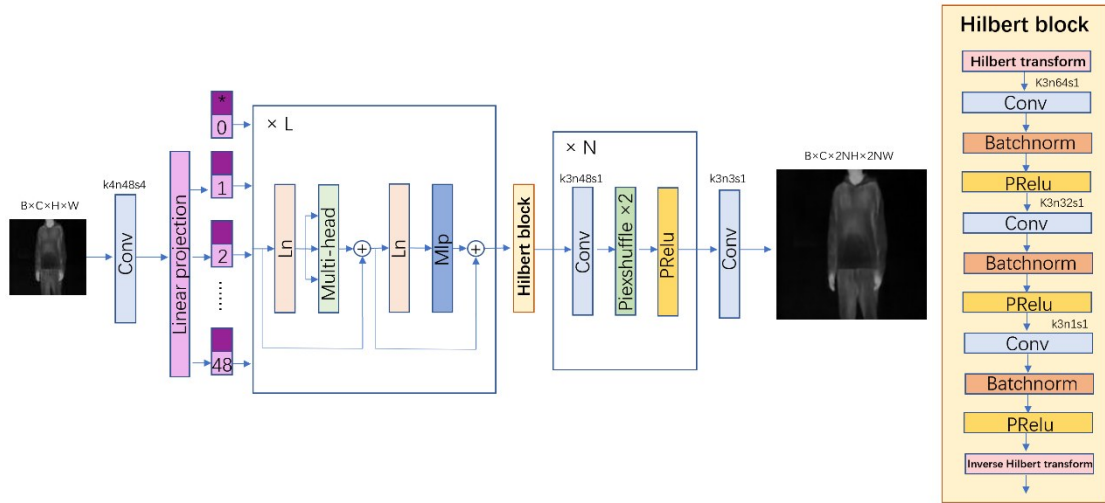 B×C×H×W
k4n48s4
Conv
Linear projection
*
0
1
2
......
48
× L
Ln
Multi-head
+
Ln
Mlp
+
Hilbert block
× N
k3n48s1
Conv
Piexshuffle ×2
PRelu
k3n3s1
Conv
B×C×2NH×2NW
Hilbert block
Hilbert transform
K3n64s1
Conv
Batchnorm
PRelu
K3n32s1
Conv
Batchnorm
PRelu
k3n1s1
Conv
Batchnorm
PRelu
Inverse Hilbert transform